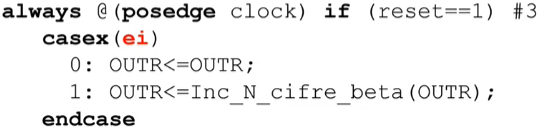 always @(posedge clock) if (reset==1) #3
casex(ei)
0: OUTR<=OUTR;
1: OUTR<=Inc_N_cifre_beta(OUTR);
endcase